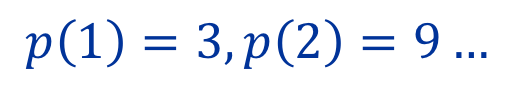 p(1) = 3, p(2) = 9 ...